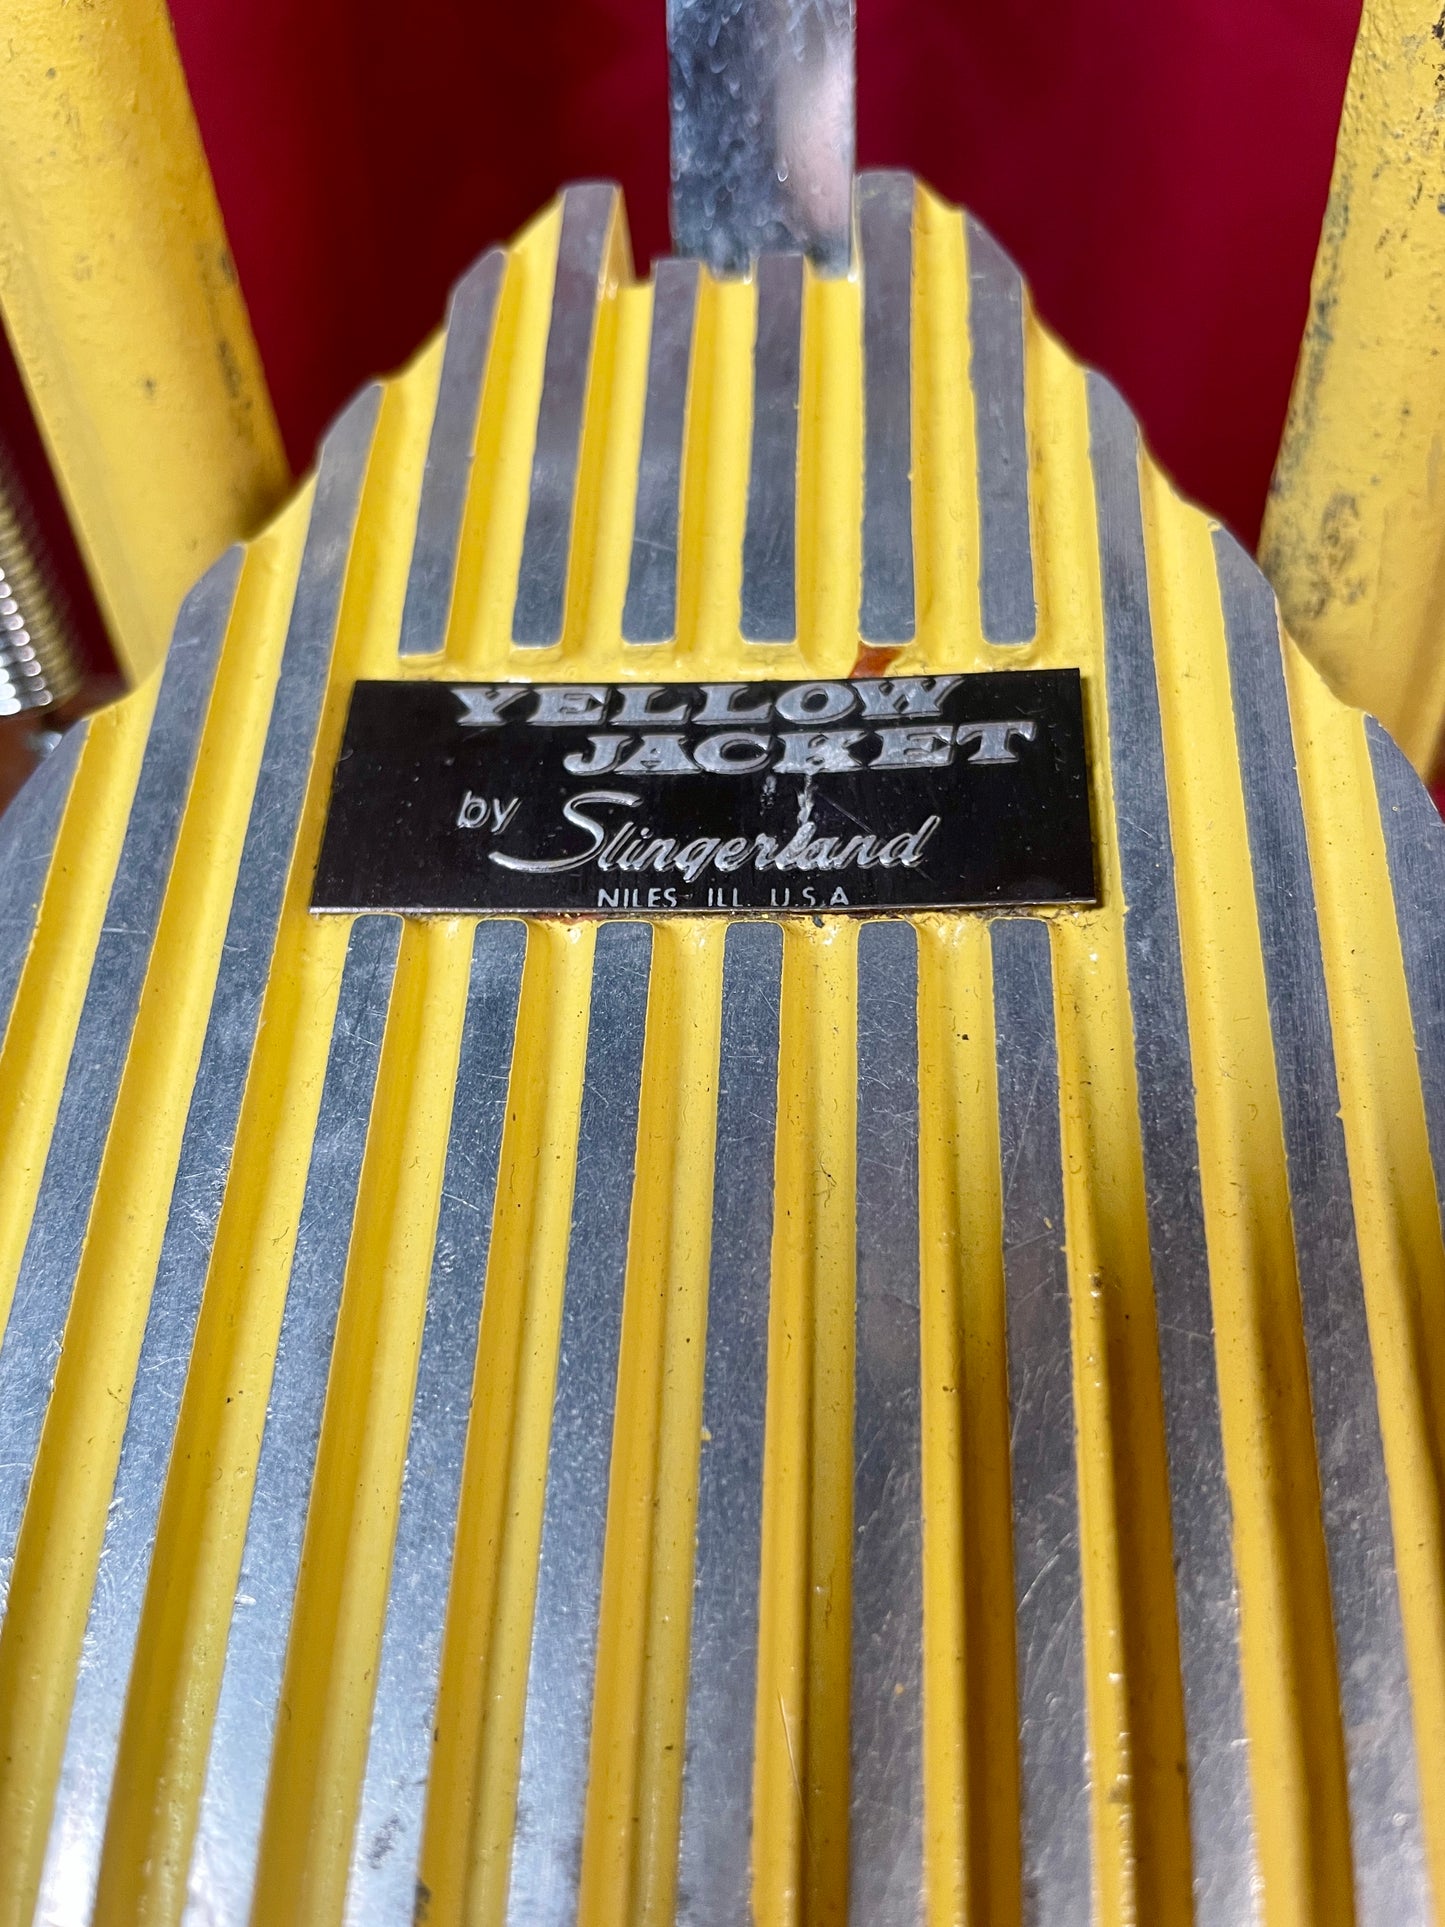 YELLOW
JACKET
by Slingerland
NILES ILL. U.S.A